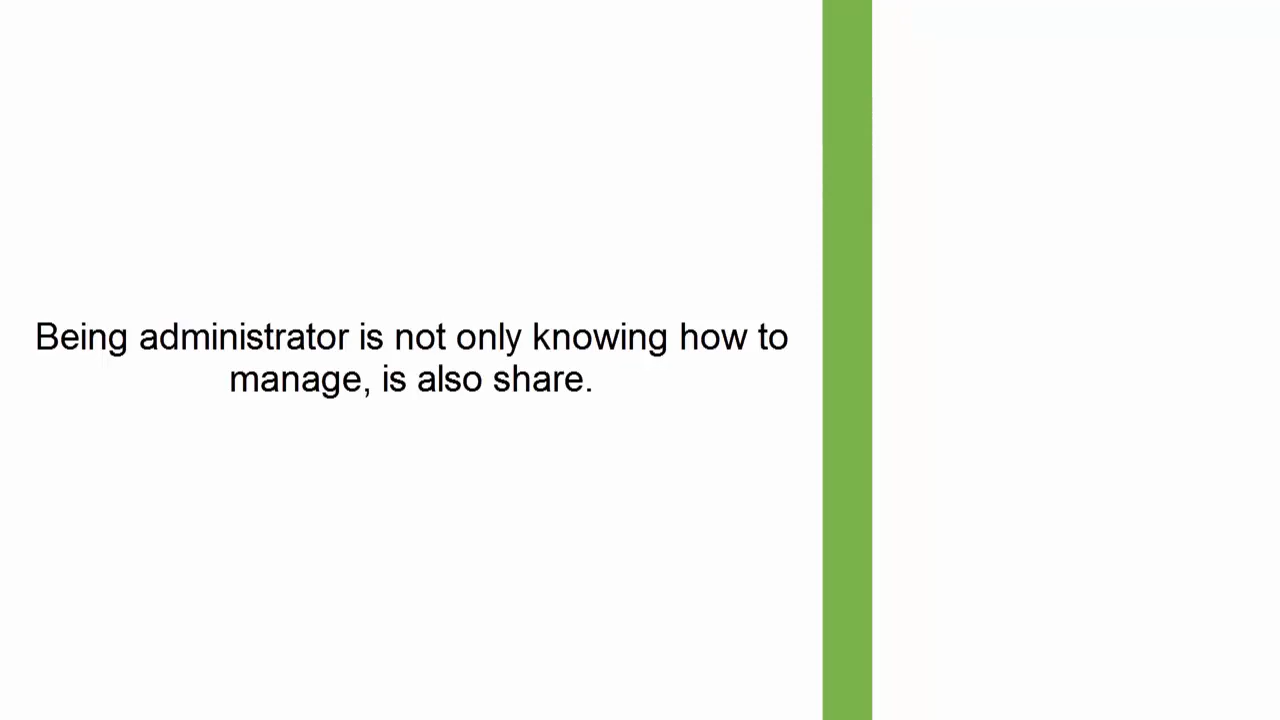 Being administrator is not only knowing how to
manage, is also share.